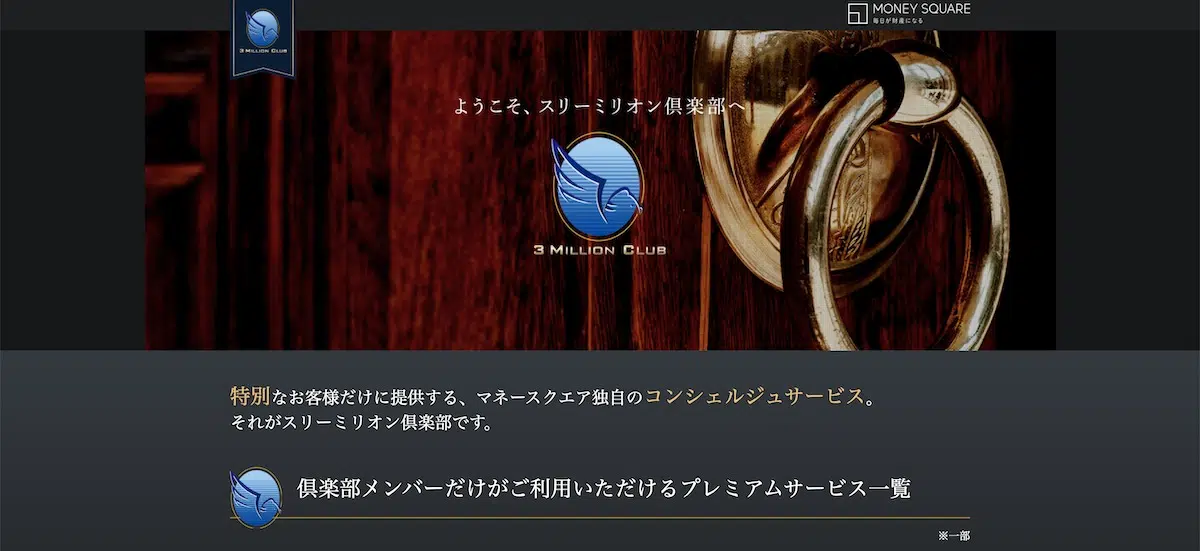 3 MILLION CLUB
MONEY SQUARE
毎日が財産になる
ようこそ、スリーミリオン倶楽部へ
3 MILLION CLUB
特別なお客様だけに提供する、マネースクエア独自のコンシェルジュサービス。
それがスリーミリオン倶楽部です。
倶楽部メンバーだけがご利用いただけるプレミアムサービス一覧
※一部